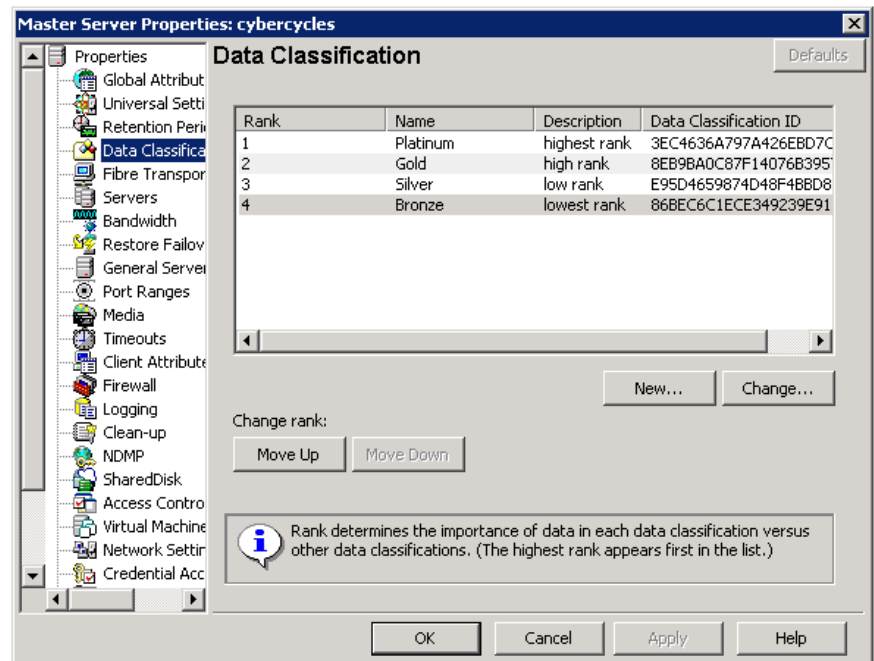 Master Server Properties: cybercycles
Properties
Global Attribut
Universal Setti
Retention Peri
Data Classifica
Fibre Transpor
Servers
Bandwidth
Restore Failov
General Server
Port Ranges
Media
Timeouts
Client Attribute
Firewall
Logging
Clean-up
NDMP
SharedDisk
Access Contro
Virtual Machine
Network Settin
Credential Acc
Data Classification
Defaults
Rank Name Description Data Classification ID
1 Platinum highest rank 3EC4636A797A426EBD7C
2 Gold high rank 8EB9BA0C87F14076B395
3 Silver low rank E95D4659874D48F4BBD8
4 Bronze lowest rank 86BEC6C1ECE349239E91
New... Change...
Change rank:
Move Up Move Down
Rank determines the importance of data in each data classification versus
other data classifications. (The highest rank appears first in the list.)
OK Cancel Apply Help